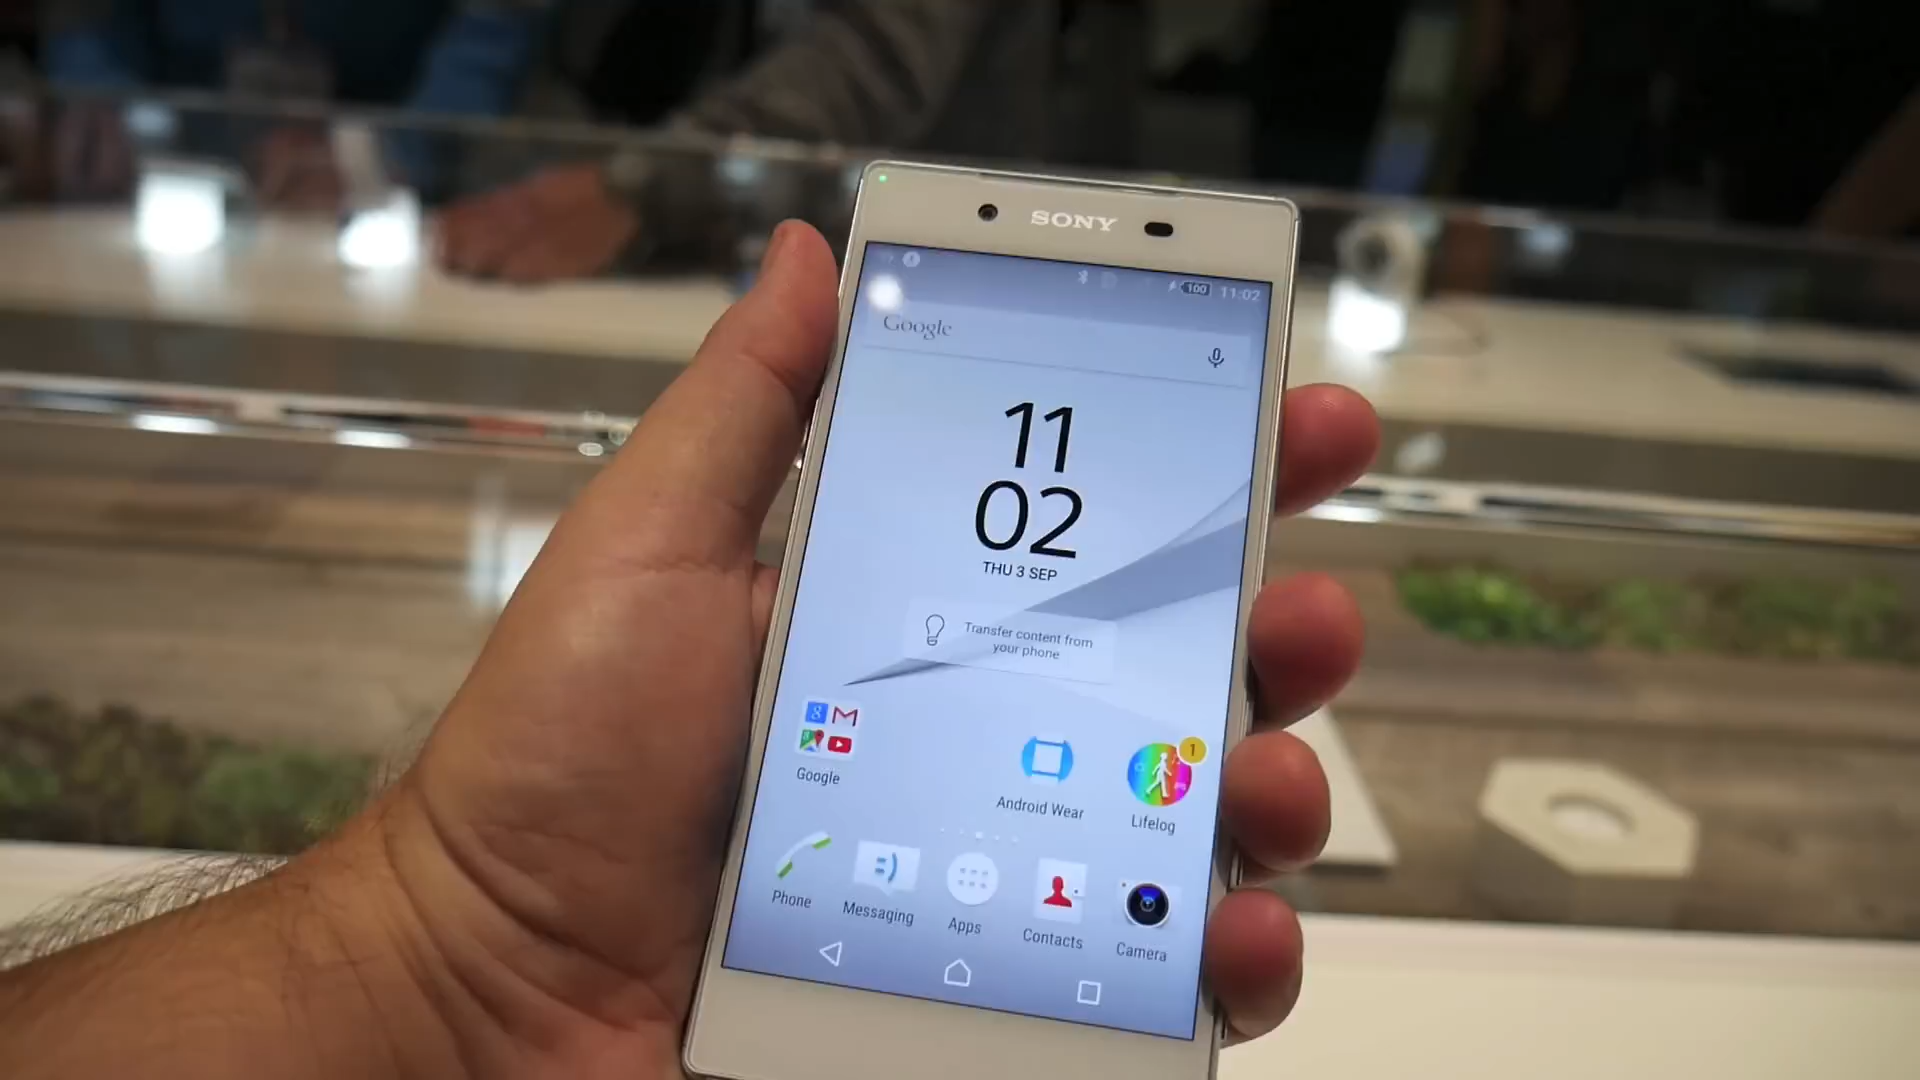 SONY
100 11:02
Google
11
02
THU 3 SEP
Transfer content from
your phone
Google
Android Wear
1
Lifelog
Phone
Messaging
Apps
Contacts
Camera